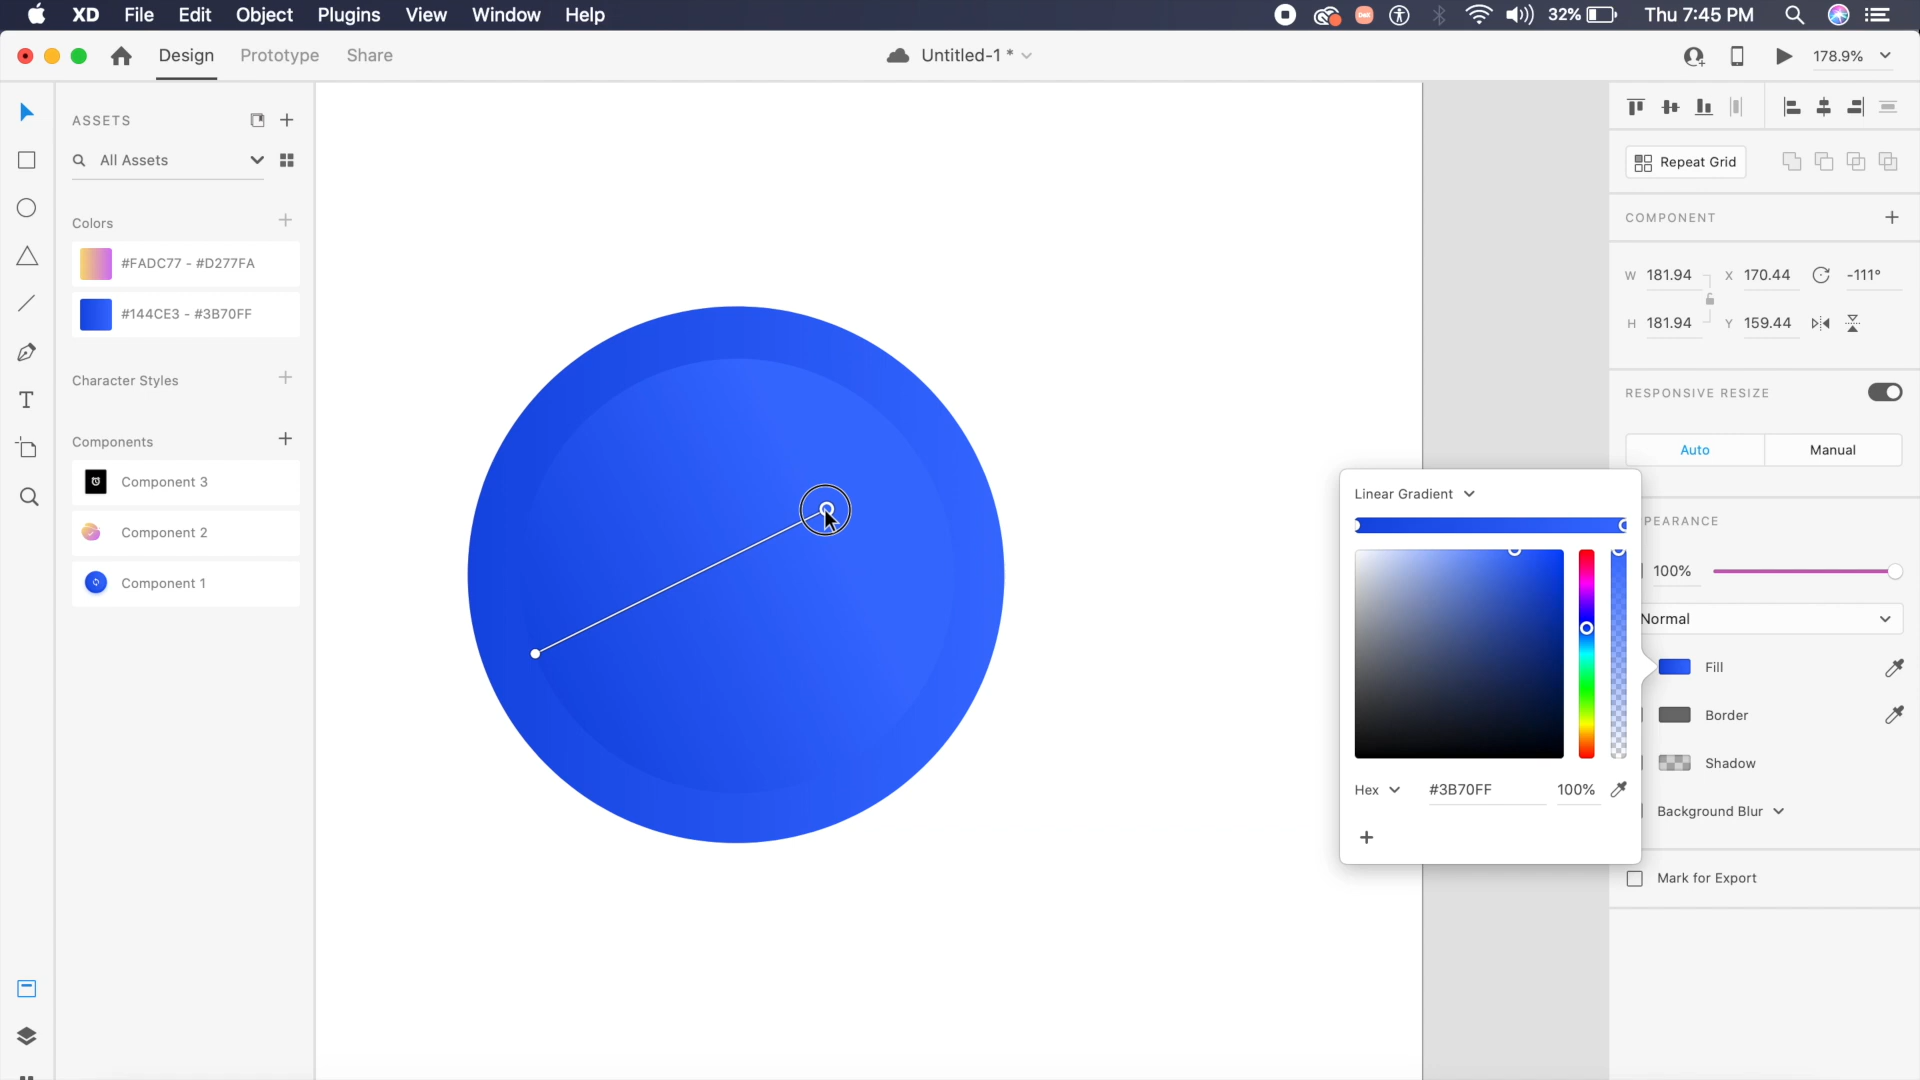 XD File Edit Object Plugins View Window Help 32% Thu 7:45 PM
Design Prototype Share Untitled-1 * 178.9%
ASSETS
All Assets
Colors
#FADC77 - #D277FA
#144CE3 - #3B70FF
Character Styles
Components
Component 3
Component 2
Component 1
Linear Gradient
Hex #3B70FF 100%
Repeat Grid
COMPONENT
W 181.94 X 170.44 -111°
H 181.94 Y 159.44
RESPONSIVE RESIZE
Auto Manual
PEARANCE
100%
Normal
Fill
Border
Shadow
Background Blur
Mark for Export